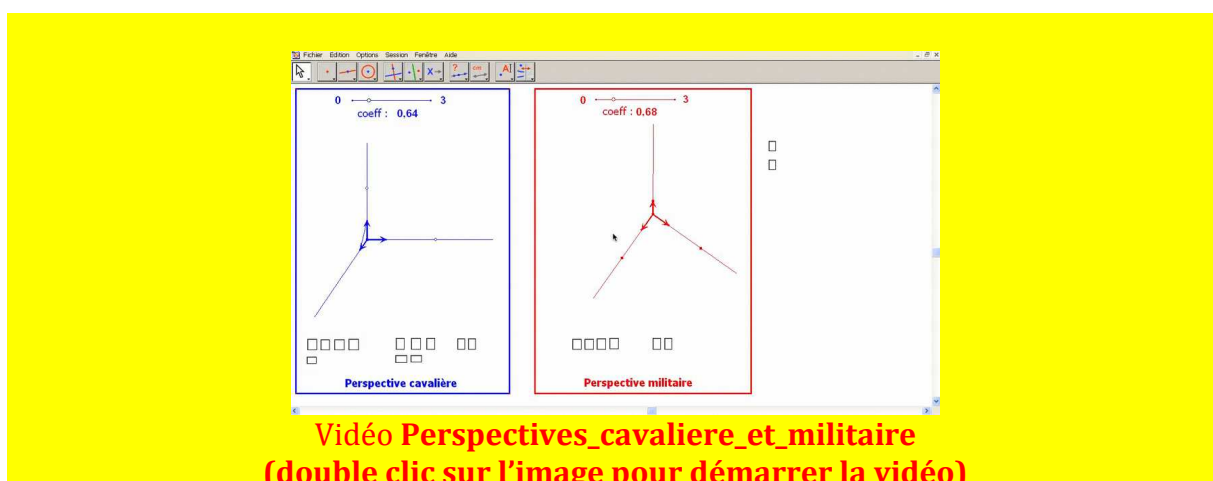 Fichier Edition Options Session Fenêtre Aide
0 3
coeff : 0,64
Perspective cavalière
0 3
coeff : 0,68
Perspective militaire
Vidéo Perspectives_cavaliere_et_militaire
(double clic sur l'image pour démarrer la vidéo)